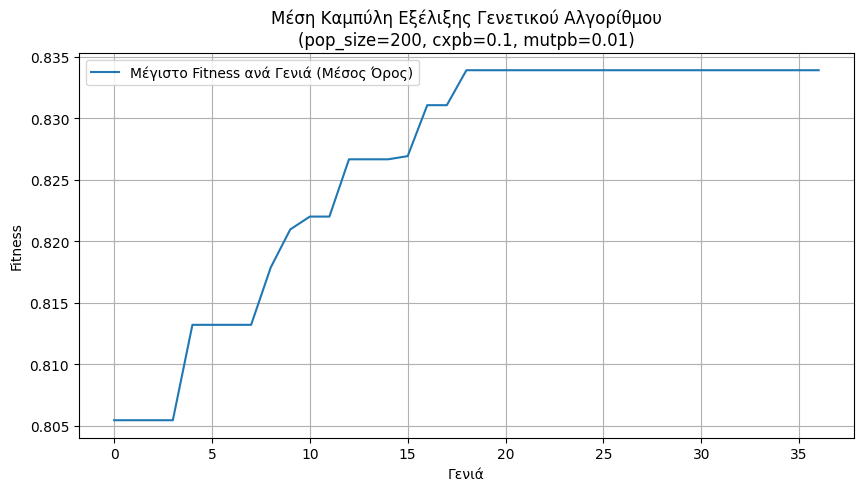 Μέση Καμπύλη Εξέλιξης Γενετικού Αλγορίθμου
(pop_size=200, cxpb=0.1, mutpb=0.01)
Μέγιστο Fitness ανά Γενιά (Μέσος Όρος)
0.835
0.830
0.825
0.820
0.815
0.810
0.805
Fitness
0 5 10 15 20 25 30 35
Γενιά